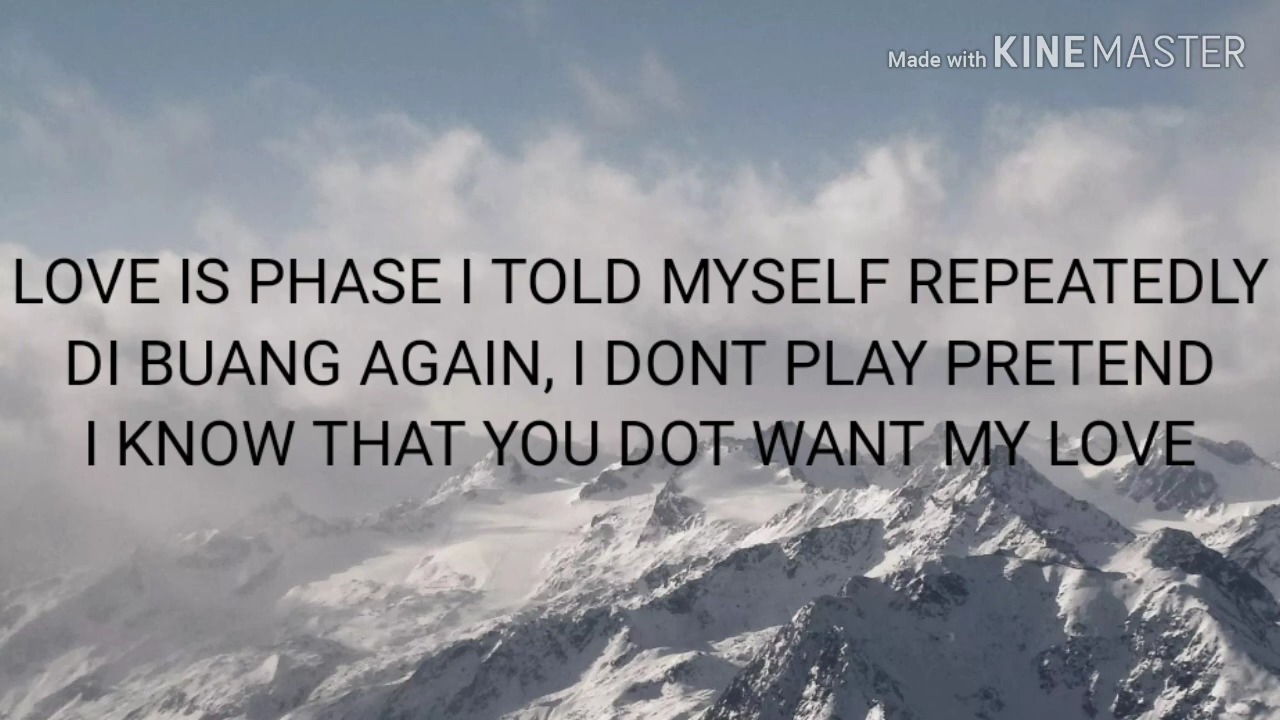 Made with KINEMASTER
LOVE IS PHASE I TOLD MYSELF REPEATEDLY
DI BUANG AGAIN, I DONT PLAY PRETEND
I KNOW THAT YOU DOT WANT MY LOVE